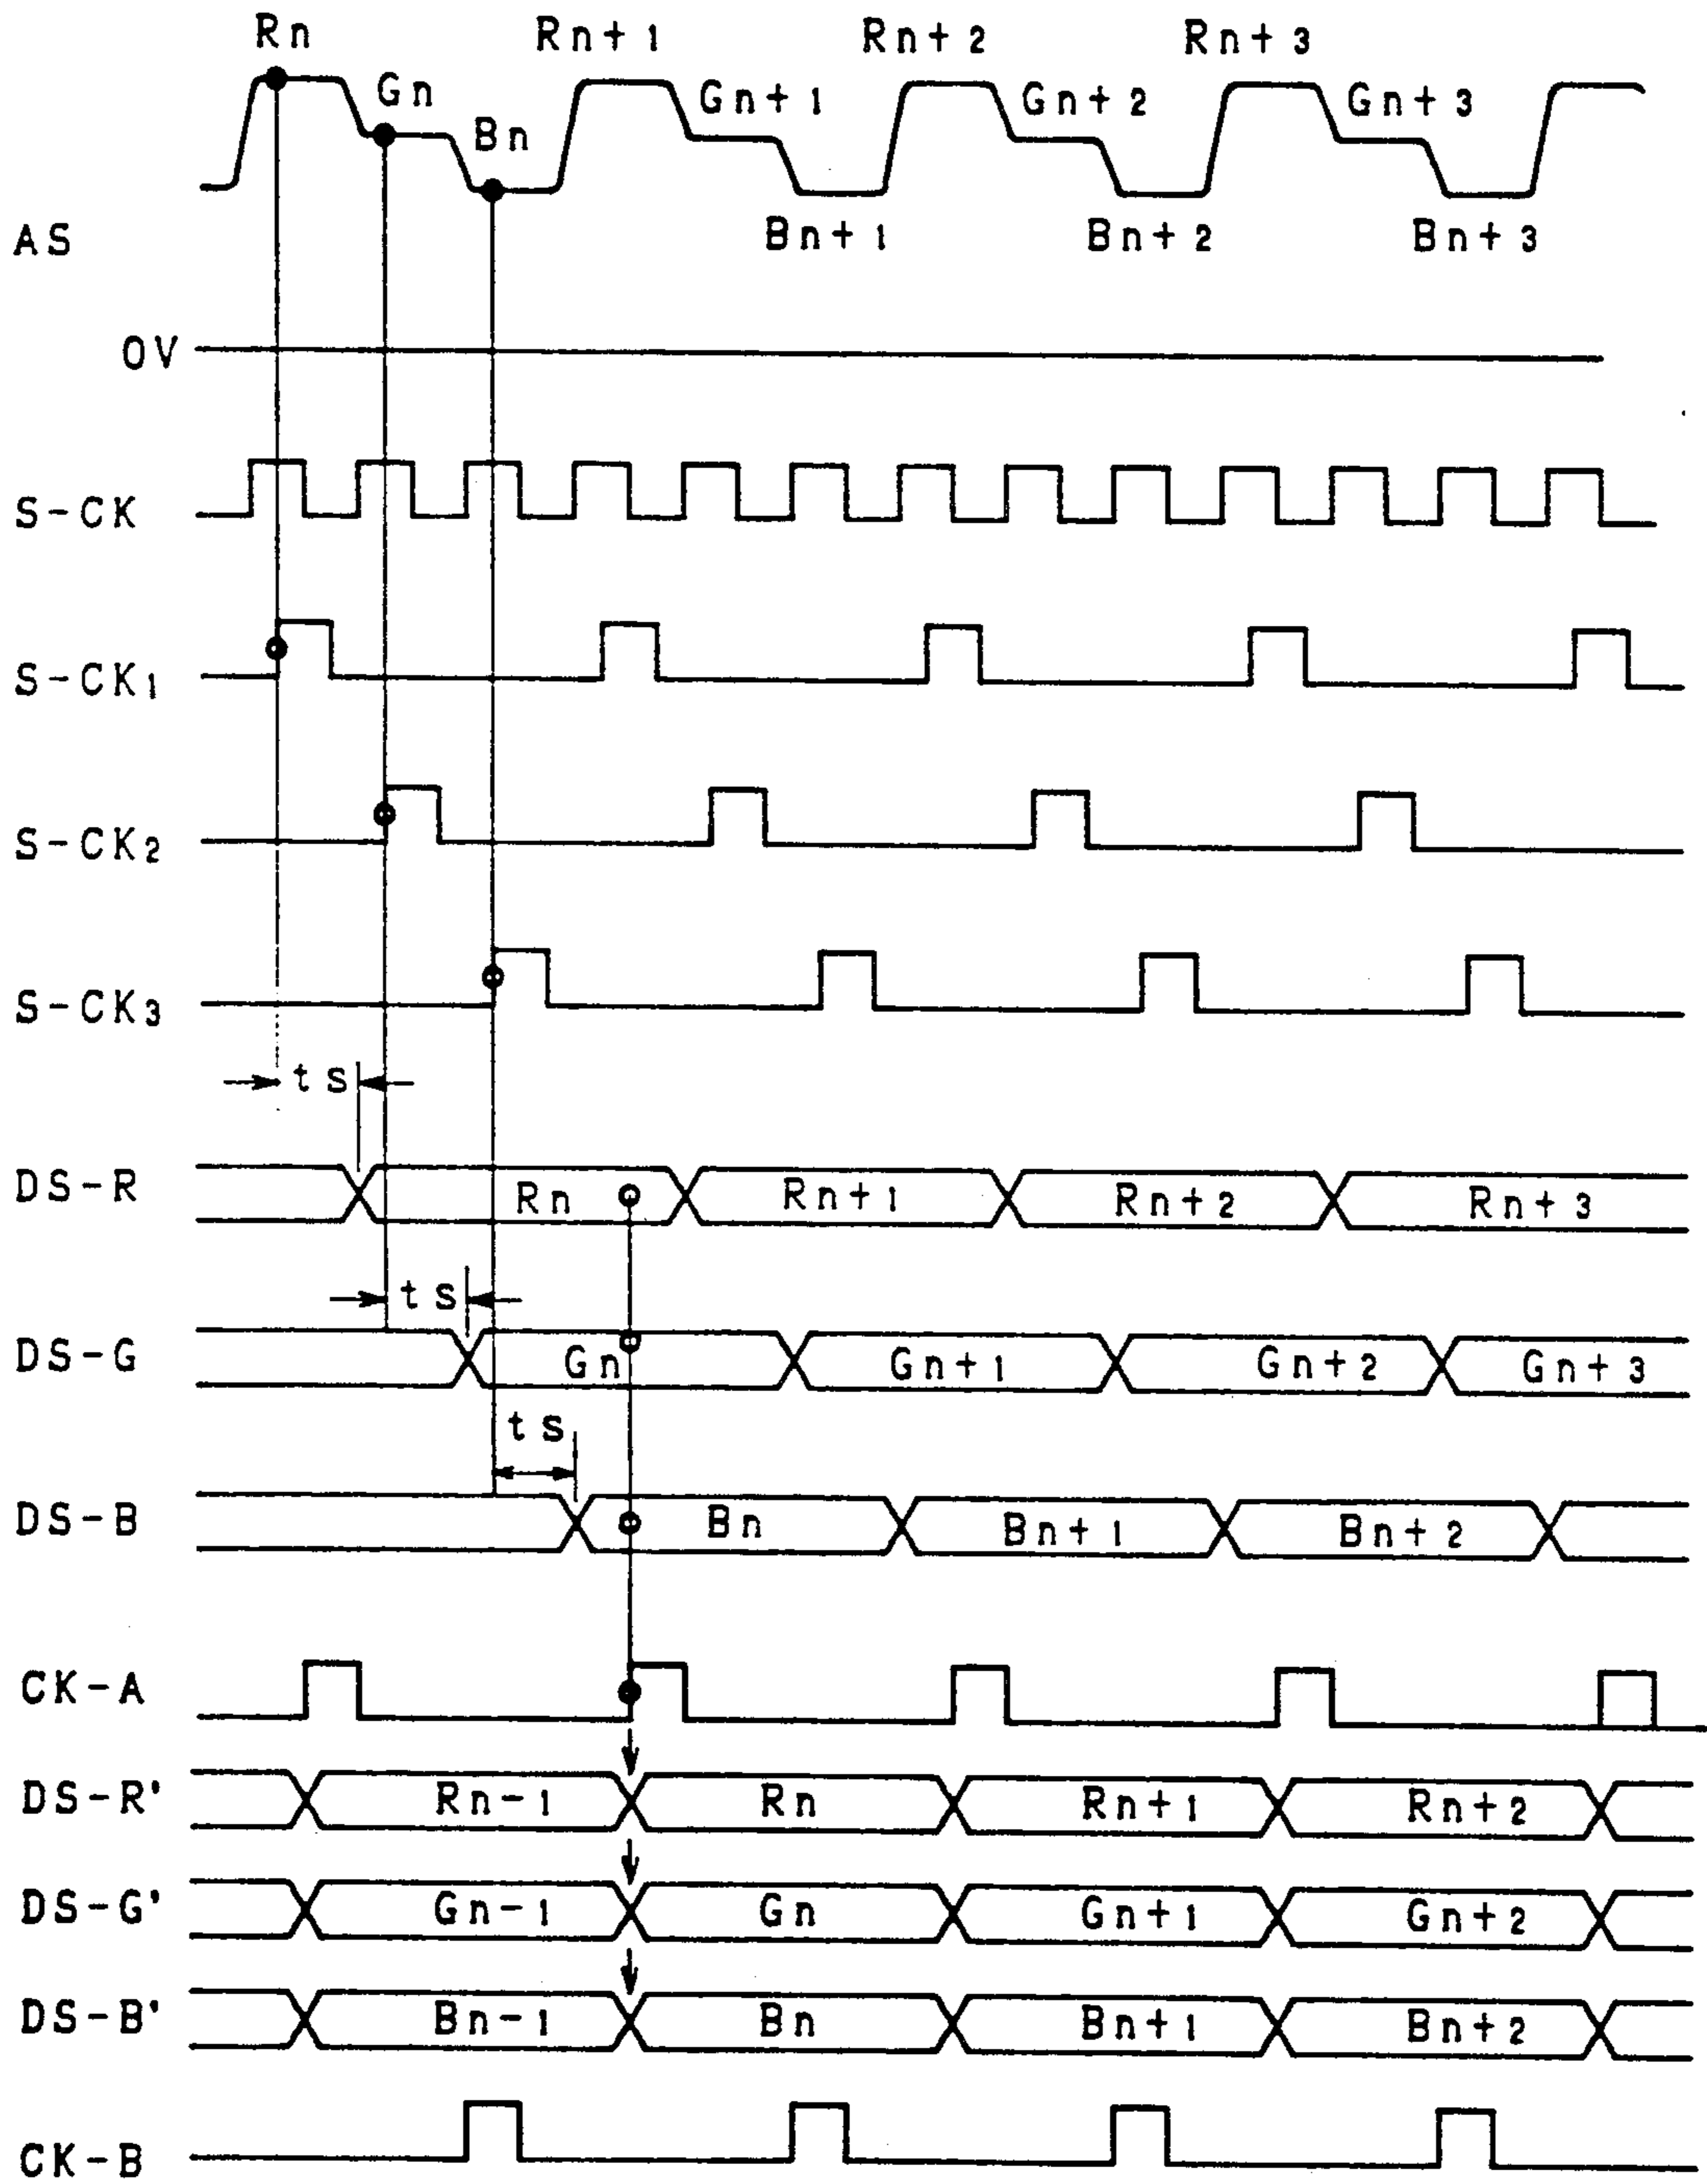 Rn Rn+1 Rn+2 Rn+3
Gn Gn+1 Gn+2 Gn+3
Bn
Bn+1 Bn+2 Bn+3
AS
0V
S-CK
S-CK1
S-CK2
S-CK3
ts
DS-R Rn Rn+1 Rn+2 Rn+3
ts
DS-G Gn Gn+1 Gn+2 Gn+3
ts
DS-B Bn Bn+1 Bn+2
CK-A
DS-R' Rn-1 Rn Rn+1 Rn+2
DS-G' Gn-1 Gn Gn+1 Gn+2
DS-B' Bn-1 Bn Bn+1 Bn+2
CK-B